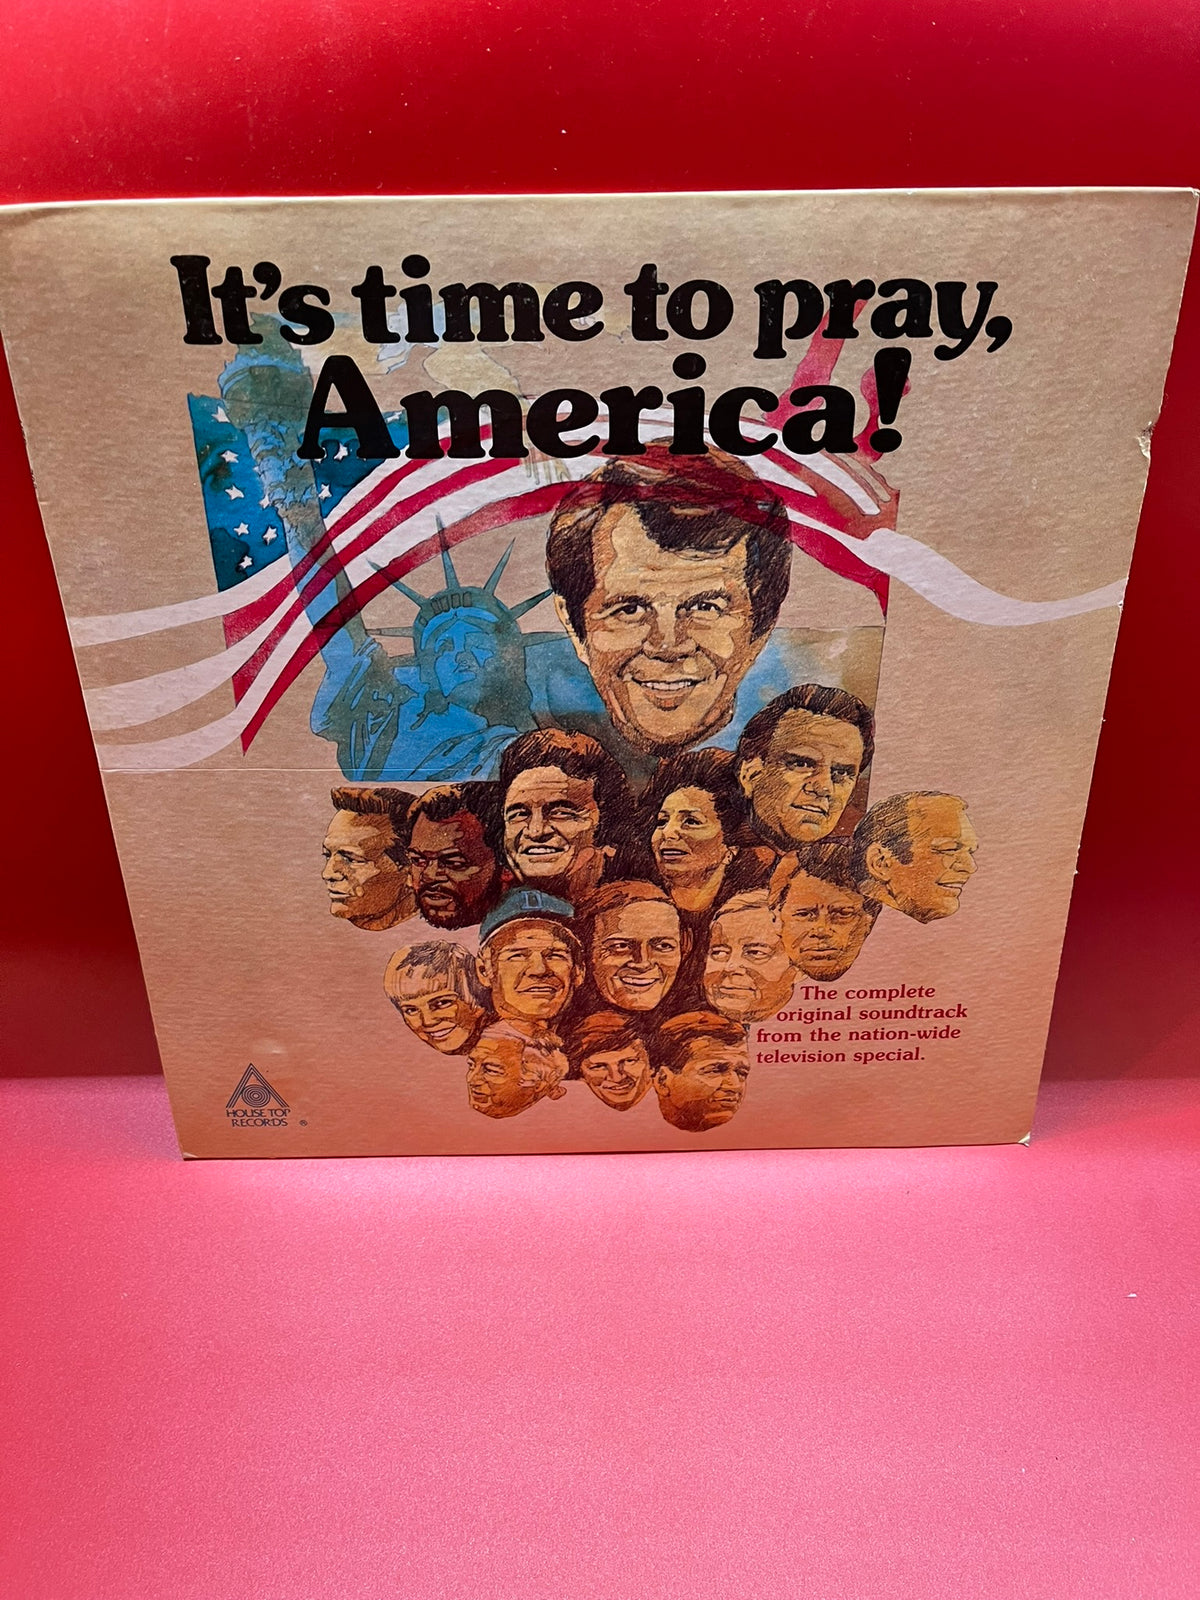 It's time to pray,
America!
The complete
original soundtrack
from the nation-wide
television special.
HOUSE TOP
RECORDS ®